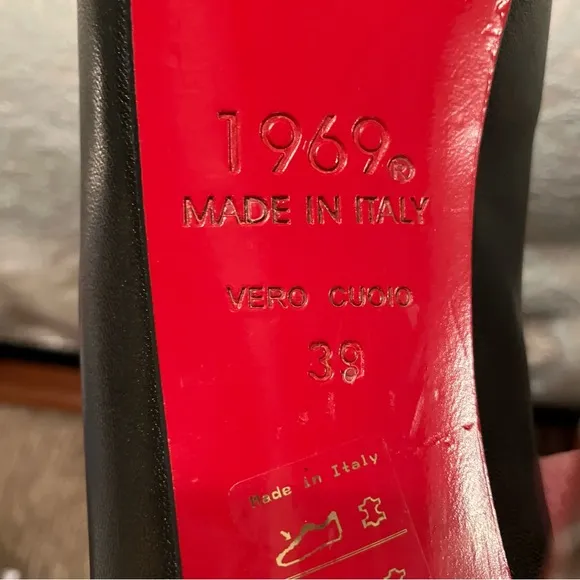 1969®
MADE IN ITALY
VERO CUOIO
39
Made in Italy